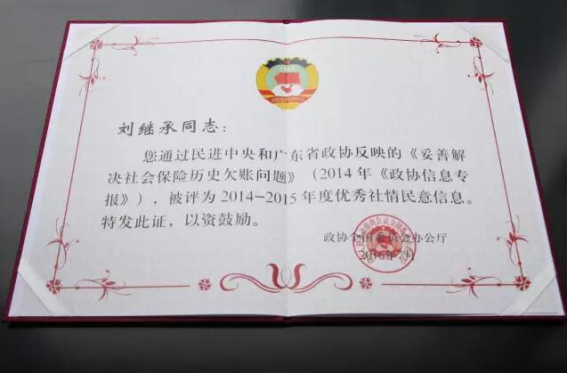 刘继承同志：
您通过民进中央和广东省政协反映的《妥善解
决社会保险历史欠账问题》（2014年《政协信息专
报》），被评为2014-2015年度优秀社情民意信息。
特发此证，以资鼓励。
政协全国委员会办公厅